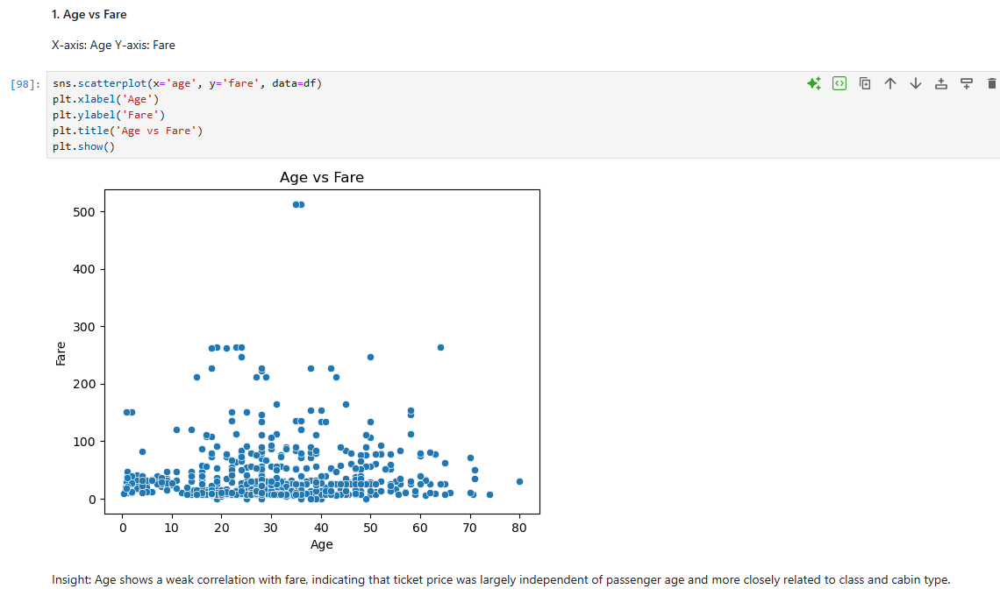 1. Age vs Fare
X-axis: Age Y-axis: Fare
[98]:
sns.scatterplot(x='age', y='fare', data=df)
plt.xlabel('Age')
plt.ylabel('Fare')
plt.title('Age vs Fare')
plt.show()
Age vs Fare
500
400
300
200
100
0
Fare
0 10 20 30 40 50 60 70 80
Age
Insight: Age shows a weak correlation with fare, indicating that ticket price was largely independent of passenger age and more closely related to class and cabin type.